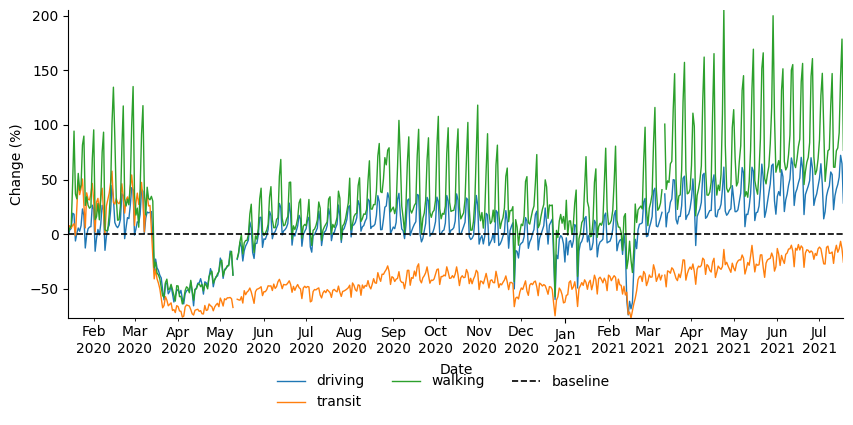 Change (%)
200
150
100
50
0
−50
Feb Mar Apr May Jun Jul Aug Sep Oct Nov Dec Jan Feb Mar Apr May Jun Jul
2020 2020 2020 2020 2020 2020 2020 2020 2020 2020 2020 2021 2021 2021 2021 2021 2021 2021
Date
driving walking baseline
transit